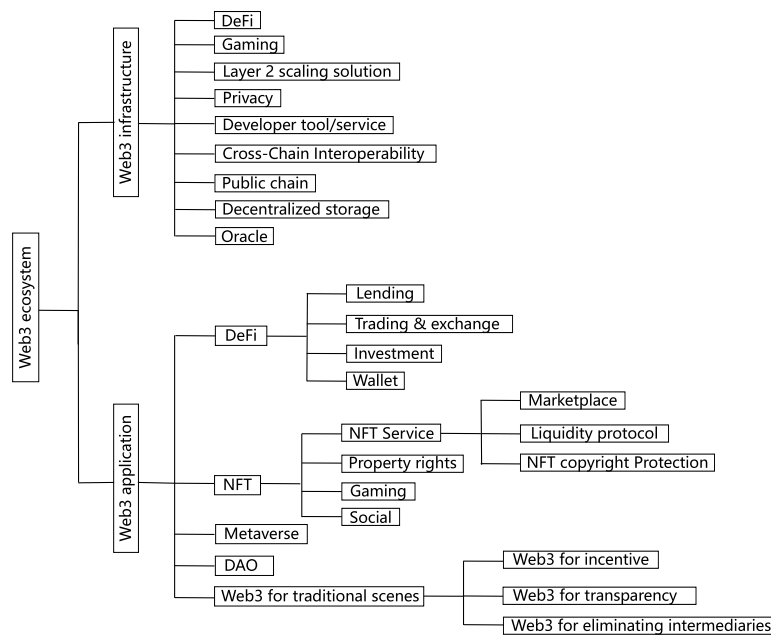 Web3 ecosystem
Web3 infrastructure
DeFi
Gaming
Layer 2 scaling solution
Privacy
Developer tool/service
Cross-Chain Interoperability
Public chain
Decentralized storage
Oracle
Web3 application
DeFi
Lending
Trading & exchange
Investment
Wallet
NFT
NFT Service
Marketplace
Liquidity protocol
NFT copyright Protection
Property rights
Gaming
Social
Metaverse
DAO
Web3 for traditional scenes
Web3 for incentive
Web3 for transparency
Web3 for eliminating intermediaries